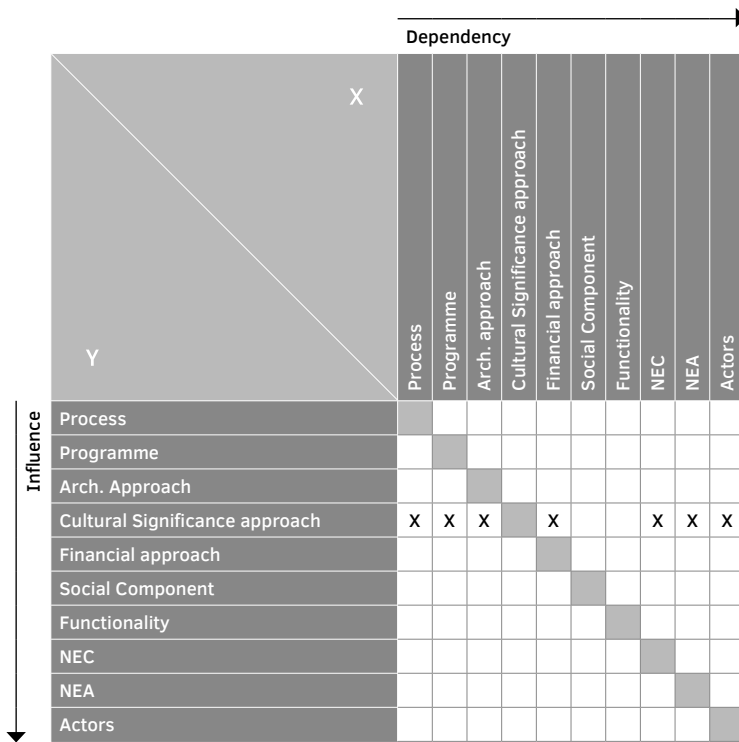 Dependency
X
Y
Process
Programme
Arch. approach
Cultural Significance approach
Financial approach
Social Component
Functionality
NEC
NEA
Actors
Influence
Process
Programme
Arch. Approach
Cultural Significance approach X X X X X X X
Financial approach
Social Component
Functionality
NEC
NEA
Actors